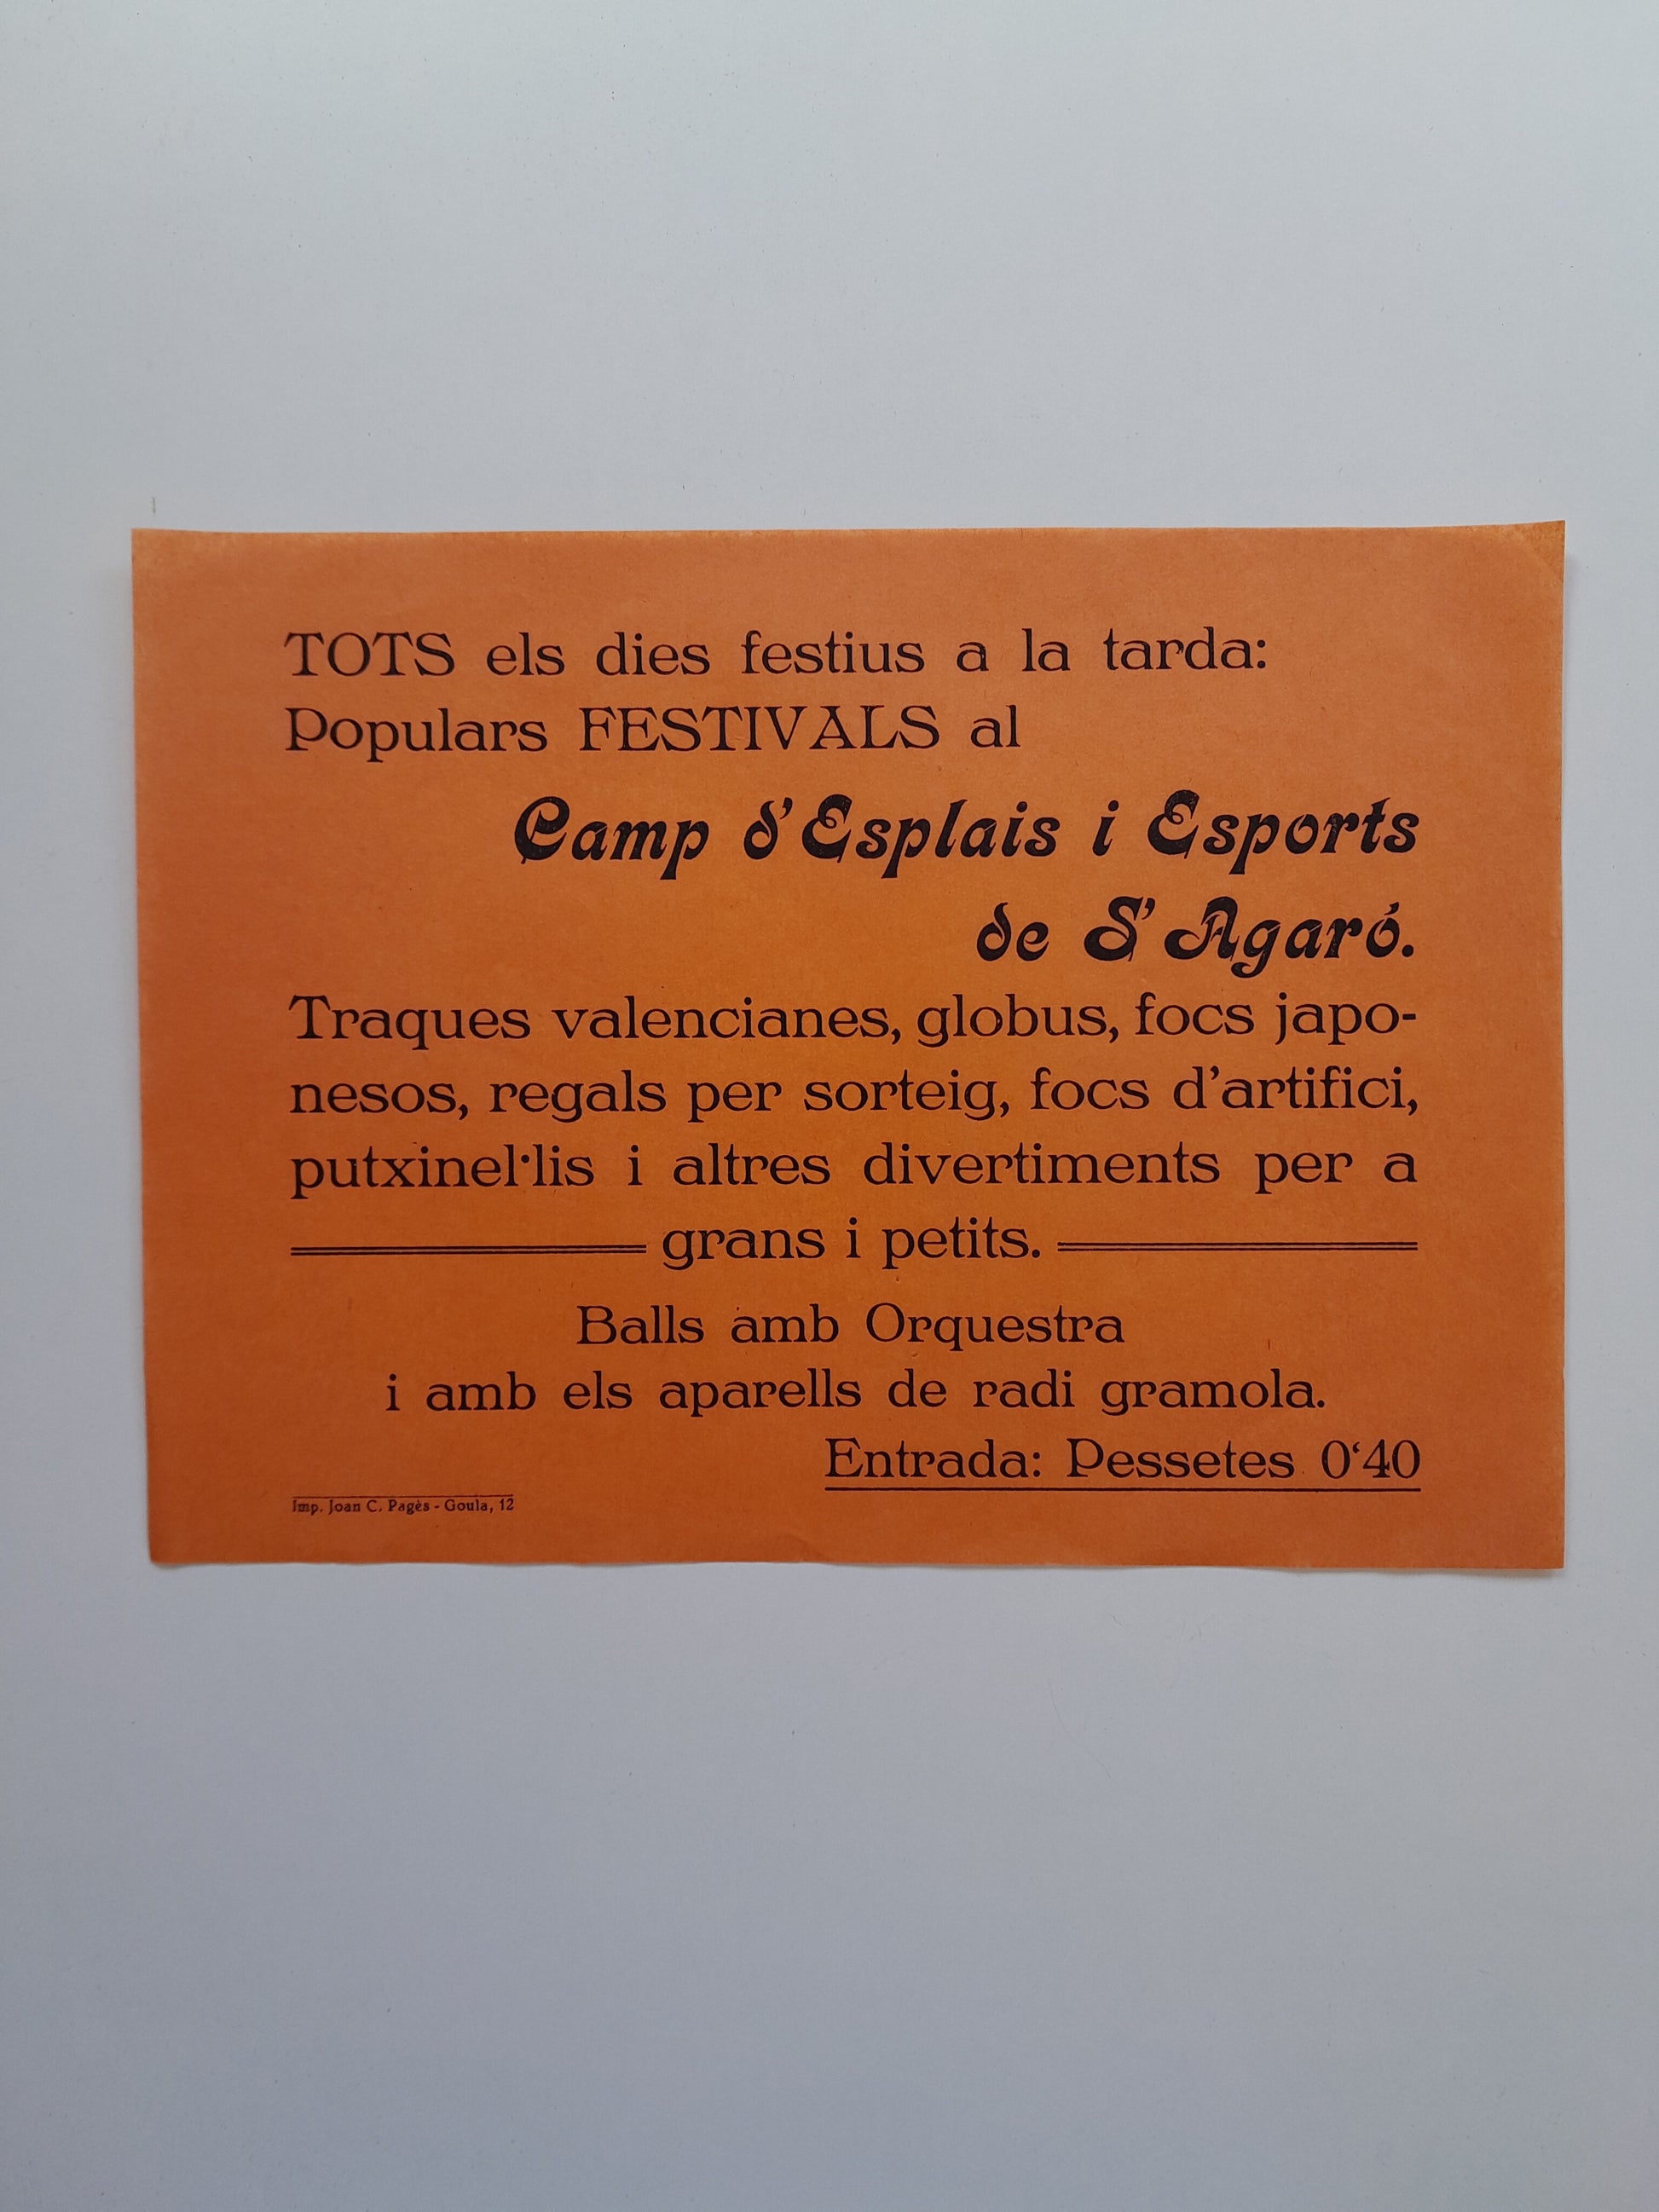 TOTS els dies festius a la tarda:
Populars FESTIVALS al
Camp d'Esplais i Esports
de S'Agaró.
Traques valencianes, globus, focs japo-
nesos, regals per sorteig, focs d'artifici,
putxinel·lis i altres divertiments per a
grans i petits.
Balls amb Orquestra
i amb els aparells de radi gramola.
Entrada: Pessetes 0‘40
Imp. Joan C. Pagès - Goula, 12